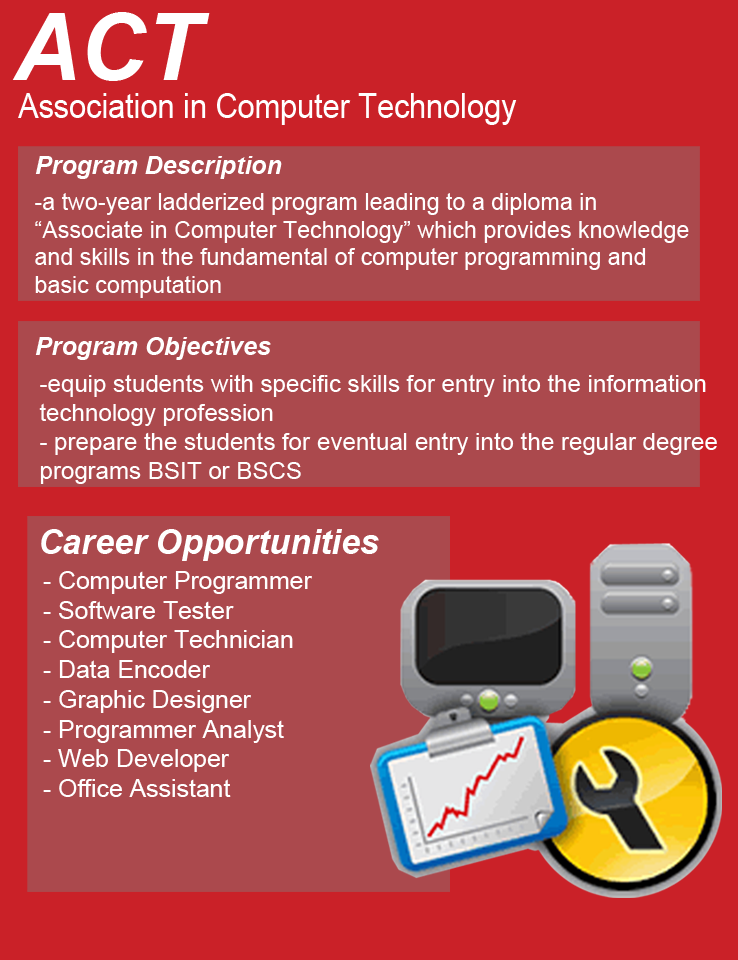 ACT
Association in Computer Technology
Program Description
-a two-year ladderized program leading to a diploma in
“Associate in Computer Technology” which provides knowledge
and skills in the fundamental of computer programming and
basic computation
Program Objectives
-equip students with specific skills for entry into the information
technology profession
- prepare the students for eventual entry into the regular degree
programs BSIT or BSCS
Career Opportunities
- Computer Programmer
- Software Tester
- Computer Technician
- Data Encoder
- Graphic Designer
- Programmer Analyst
- Web Developer
- Office Assistant